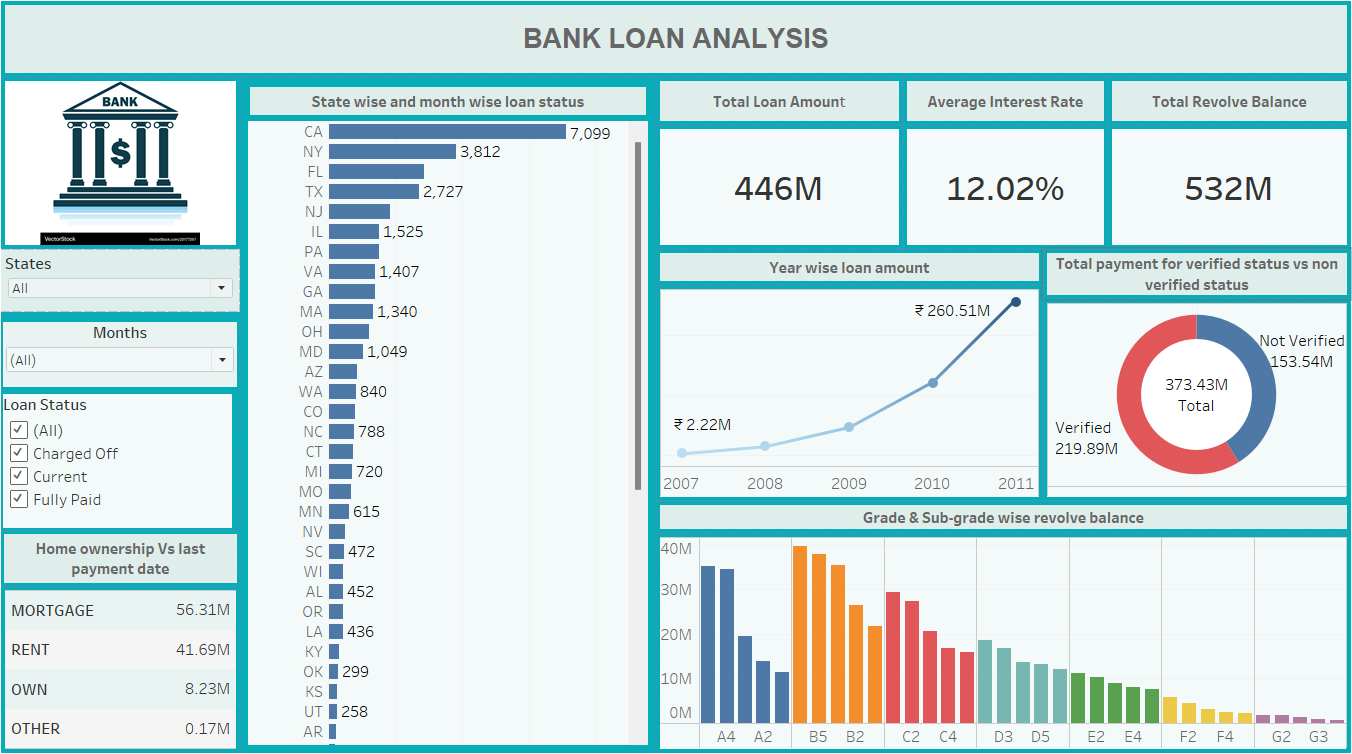 BANK LOAN ANALYSIS
BANK
$
VectorStock
VectorStock.com/20777297
States
All
Months
(All)
Loan Status
(All)
Charged Off
Current
Fully Paid
Home ownership Vs last
payment date
MORTGAGE 56.31M
RENT 41.69M
OWN 8.23M
OTHER 0.17M
State wise and month wise loan status
CA 7,099
NY 3,812
FL
TX 2,727
NJ
IL 1,525
PA
VA 1,407
GA
MA 1,340
OH
MD 1,049
AZ
WA 840
CO
NC 788
CT
MI 720
MO
MN 615
NV
SC 472
WI
AL 452
OR
LA 436
KY
OK 299
KS
UT 258
AR
Total Loan Amount
446M
Average Interest Rate
12.02%
Total Revolve Balance
532M
Year wise loan amount
₹ 260.51M
₹ 2.22M
2007 2008 2009 2010 2011
Total payment for verified status vs non
verified status
Not Verified
153.54M
373.43M
Total
Verified
219.89M
Grade & Sub-grade wise revolve balance
40M
30M
20M
10M
0M
A4 A2 B5 B2 C2 C4 D3 D5 E2 E4 F2 F4 G2 G3